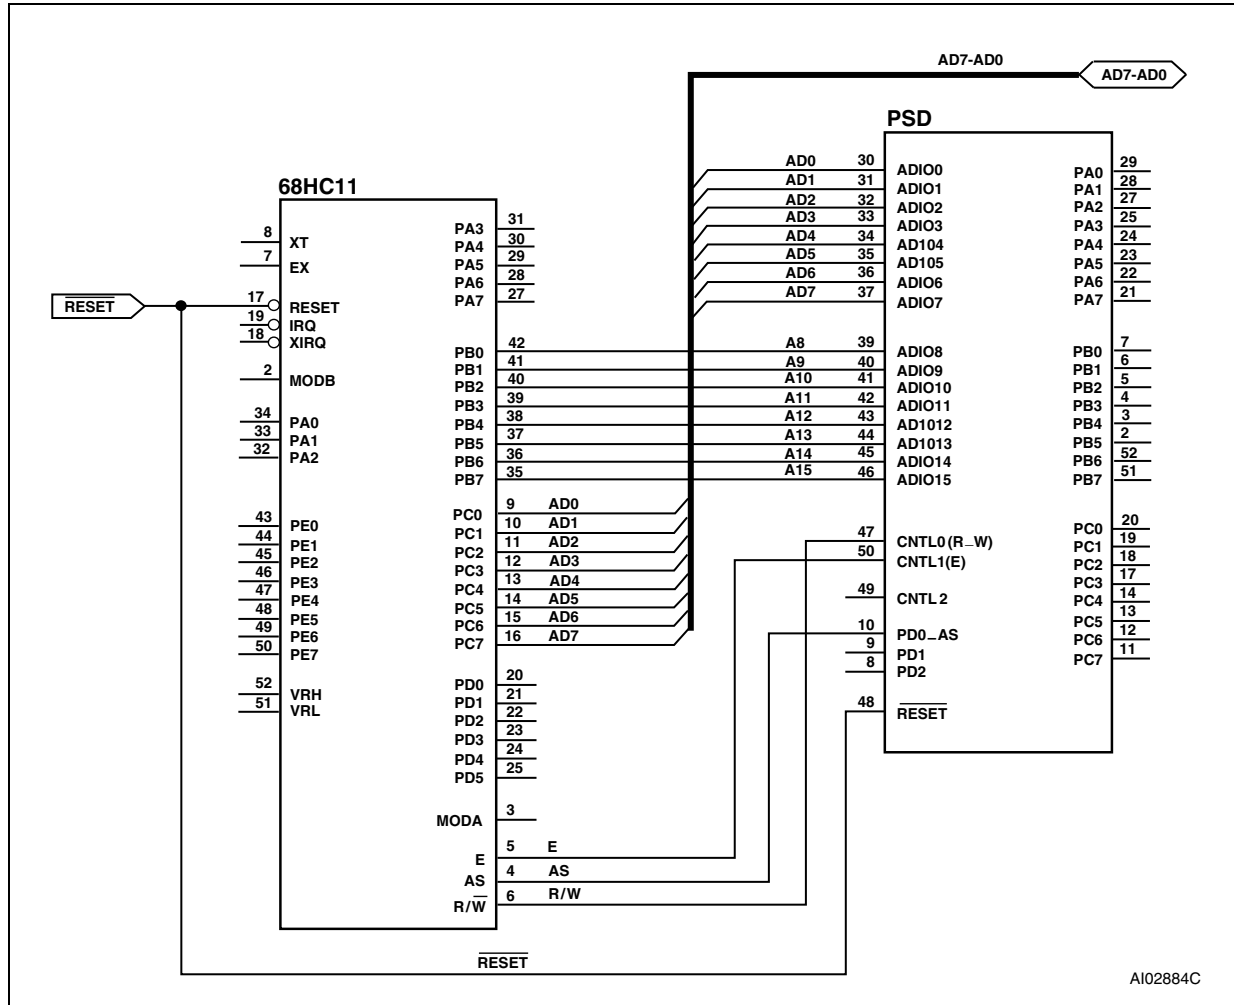 AD7-AD0
AD7-AD0
PSD
AD0 30 ADIO0 PA0 29
AD1 31 ADIO1 PA1 28
AD2 32 ADIO2 PA2 27
AD3 33 ADIO3 PA3 25
AD4 34 AD104 PA4 24
AD5 35 AD105 PA5 23
AD6 36 ADIO6 PA6 22
AD7 37 ADIO7 PA7 21
A8 39 ADIO8 PB0 7
A9 40 ADIO9 PB1 6
A10 41 ADIO10 PB2 5
A11 42 ADIO11 PB3 4
A12 43 AD1012 PB4 3
A13 44 AD1013 PB5 2
A14 45 ADIO14 PB6 52
A15 46 ADIO15 PB7 51
47 CNTL0(R_W) PC0 20
50 CNTL1(E) PC1 19
PC2 18
49 CNTL2 PC3 17
PC4 14
10 PD0_AS PC5 13
9 PD1 PC6 12
8 PD2 PC7 11
48 RESET
68HC11
8 XT PA3 31
7 EX PA4 30
PA5 29
PA6 28
RESET 17 RESET PA7 27
19 IRQ
18 XIRQ
PB0 42
2 MODB PB1 41
PB2 40
PB3 39
34 PA0 PB4 38
33 PA1 PB5 37
32 PA2 PB6 36
PB7 35
43 PE0 PC0 9 AD0
44 PE1 PC1 10 AD1
45 PE2 PC2 11 AD2
46 PE3 PC3 12 AD3
47 PE4 PC4 13 AD4
48 PE5 PC5 14 AD5
49 PE6 PC6 15 AD6
50 PE7 PC7 16 AD7
52 VRH PD0 20
51 VRL PD1 21
PD2 22
PD3 23
PD4 24
PD5 25
MODA 3
E 5 E
AS 4 AS
R/W 6 R/W
RESET
AI02884C